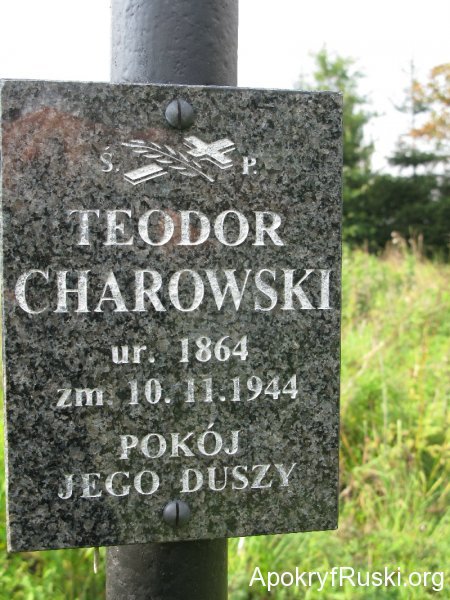 Ś. P.
TEODOR
CHAROWSKI
ur. 1864
zm 10.11.1944
POKÓJ
JEGO DUSZY
ApokryfRuski.org